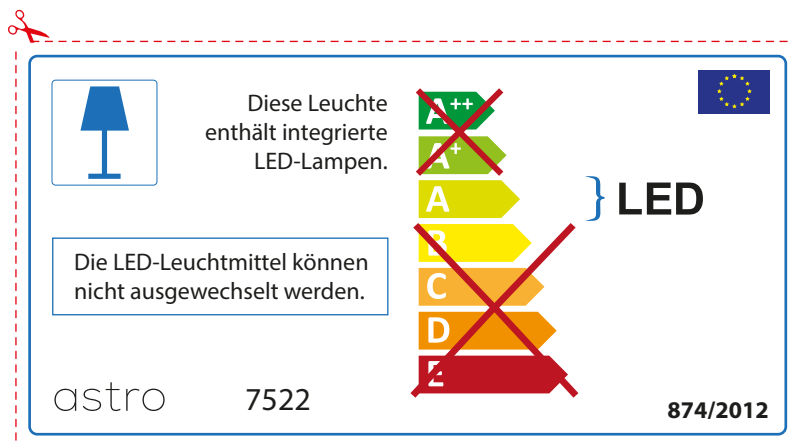 Diese Leuchte
enthält integrierte
LED-Lampen.
Die LED-Leuchtmittel können
nicht ausgewechselt werden.
A++
A+
A
B
C
D
E
LED
astro
7522
874/2012